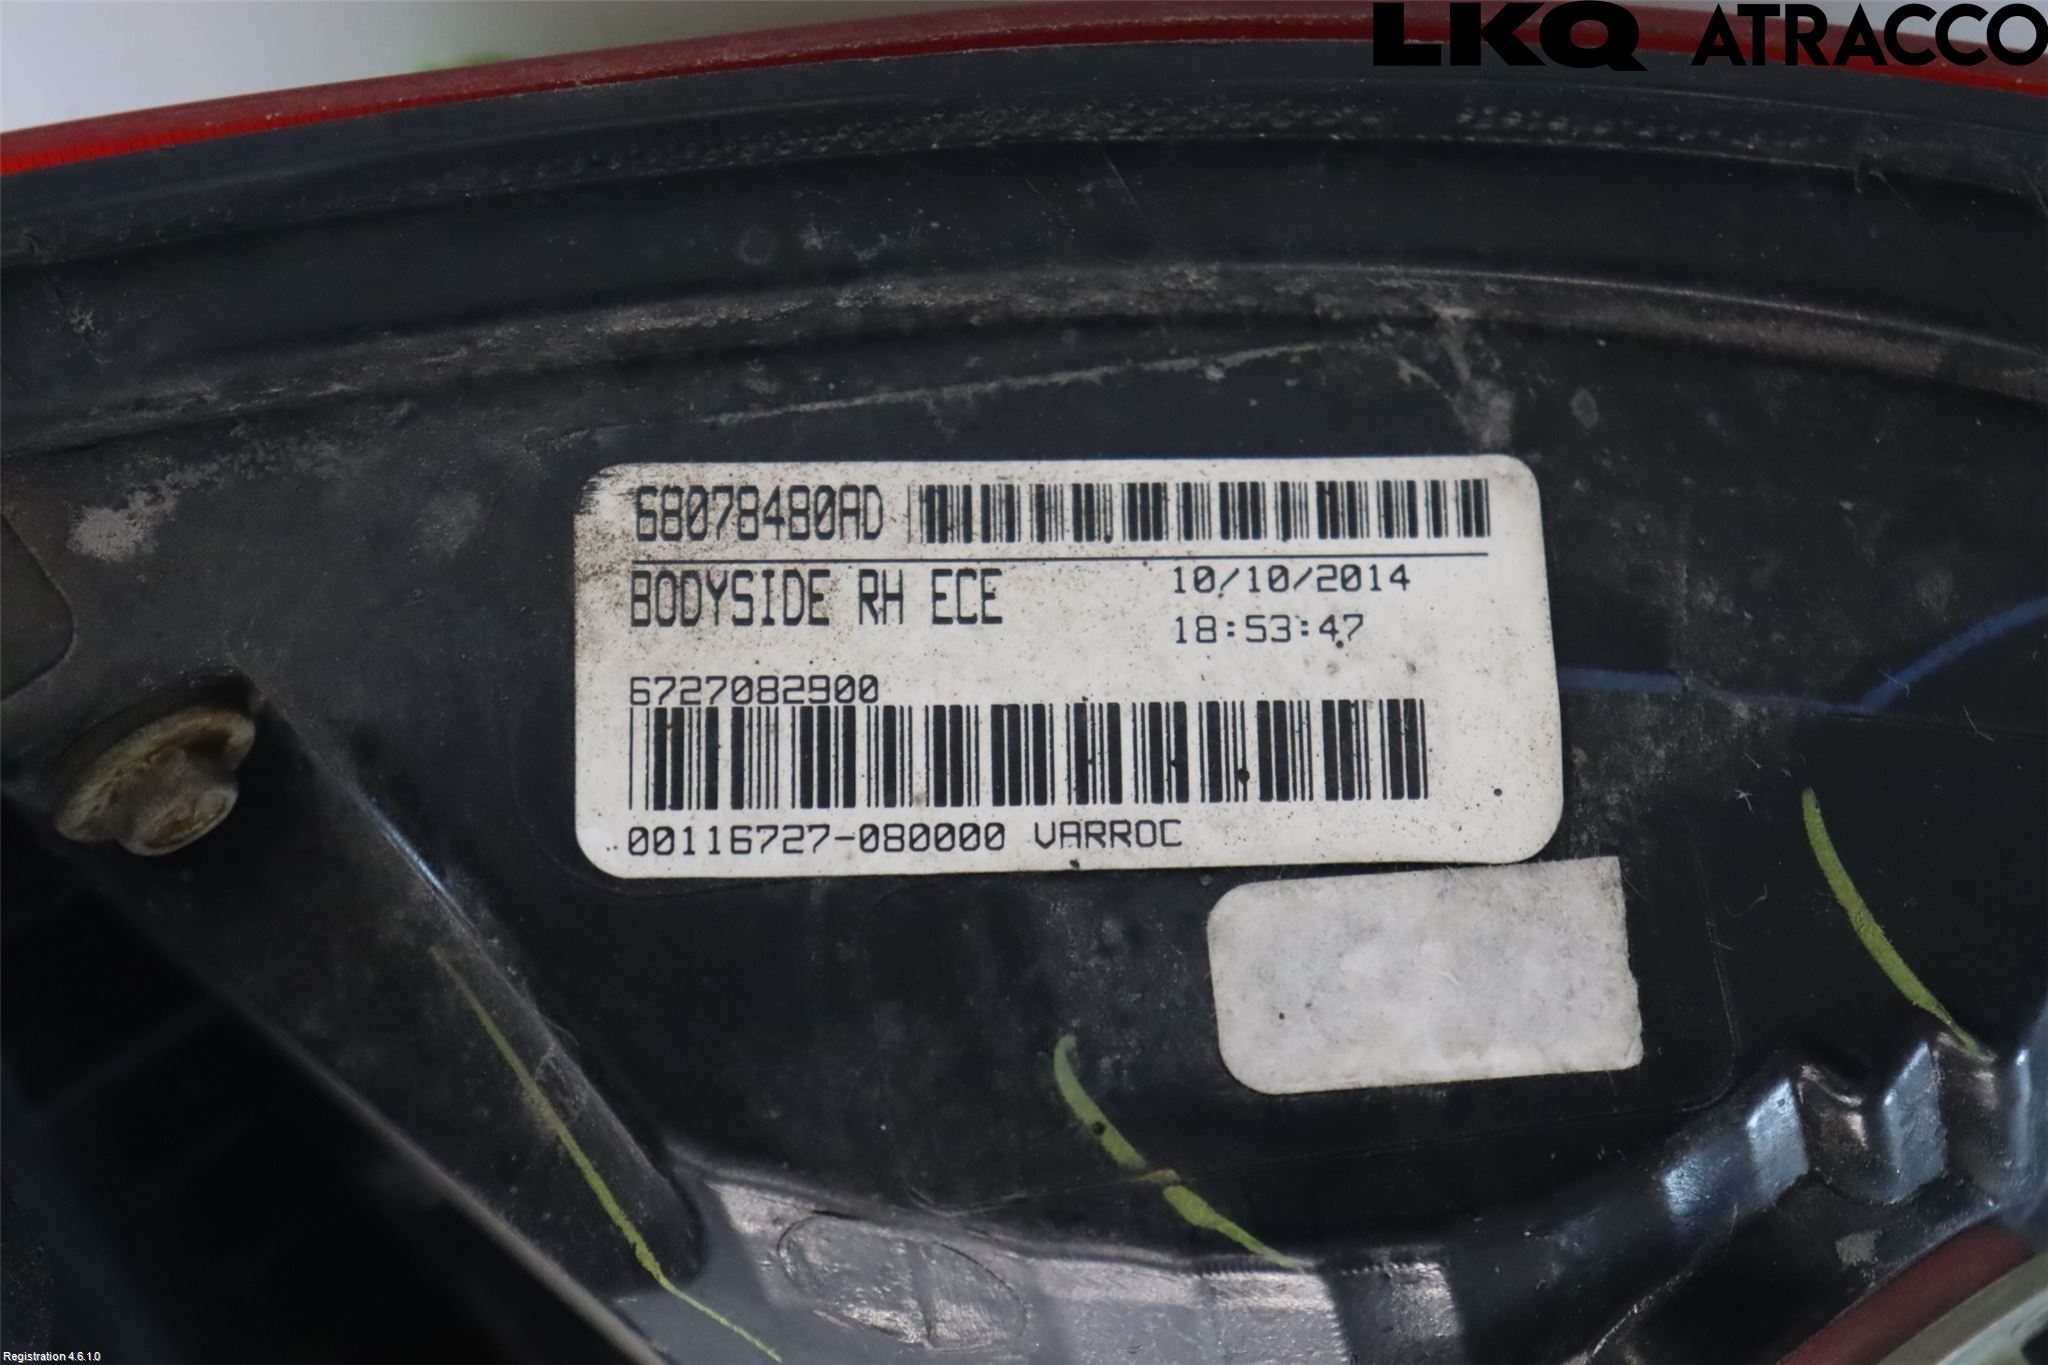 LKQ ATRACCO
68078480AD
BODYSIDE RH ECE
10/10/2014
18:53:47
6727082900
00116727-080000 VARROC
Registration 4.6.1.0